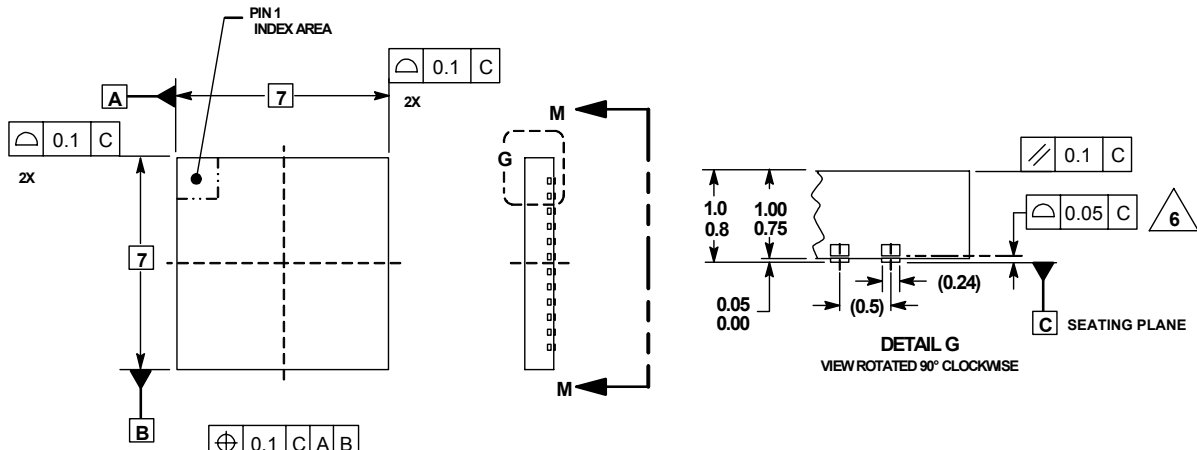 PIN 1
INDEX AREA
A
7
⌓ 0.1 C
2X
⌓ 0.1 C
2X
7
B
⌖ 0.1 C A B
M
G
M
1.0
0.8
1.00
0.75
0.05
0.00
(0.5)
(0.24)
// 0.1 C
⌓ 0.05 C
6
C SEATING PLANE
DETAIL G
VIEW ROTATED 90° CLOCKWISE